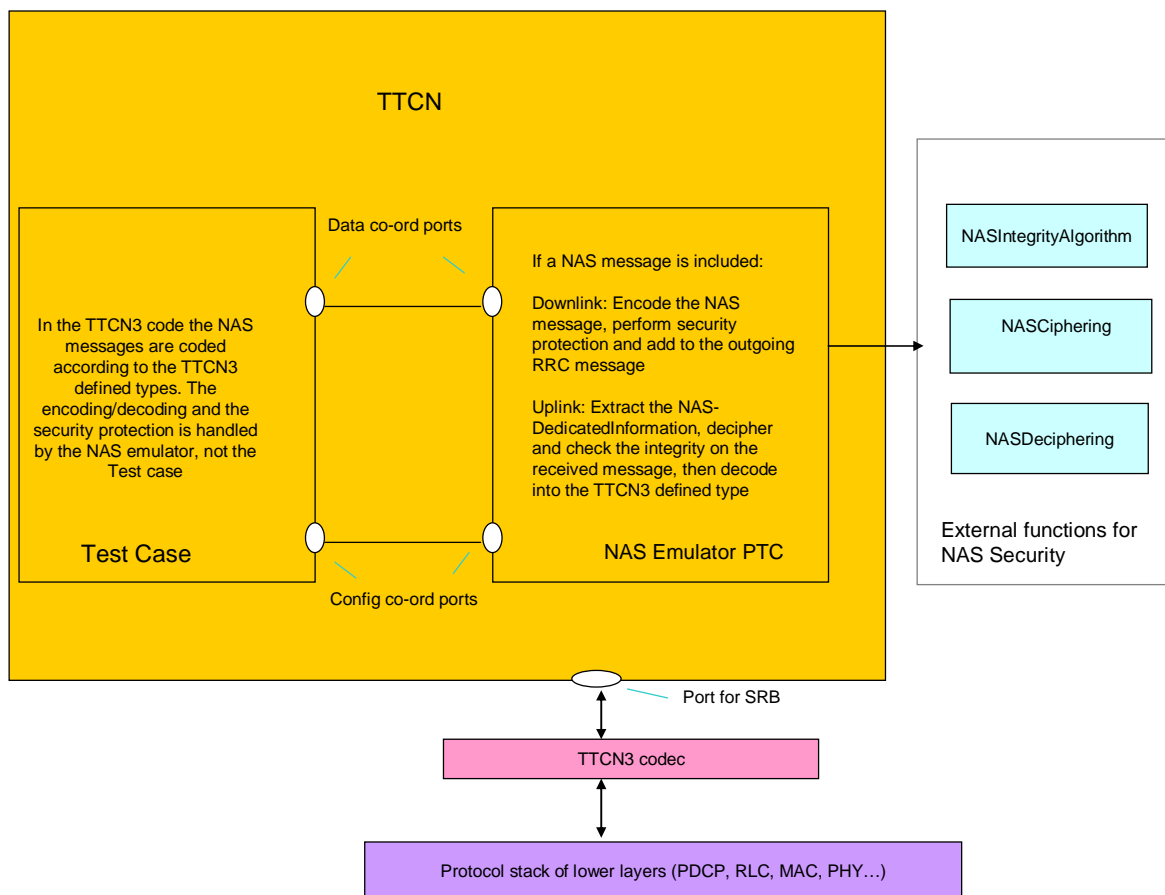 TTCN
Data co-ord ports
In the TTCN3 code the NAS
messages are coded
according to the TTCN3
defined types. The
encoding/decoding and the
security protection is handled
by the NAS emulator, not the
Test case
Test Case
If a NAS message is included:
Downlink: Encode the NAS
message, perform security
protection and add to the outgoing
RRC message
Uplink: Extract the NAS-
DedicatedInformation, decipher
and check the integrity on the
received message, then decode
into the TTCN3 defined type
NAS Emulator PTC
Config co-ord ports
NASIntegrityAlgorithm
NASCiphering
NASDeciphering
External functions for
NAS Security
Port for SRB
TTCN3 codec
Protocol stack of lower layers (PDCP, RLC, MAC, PHY…)